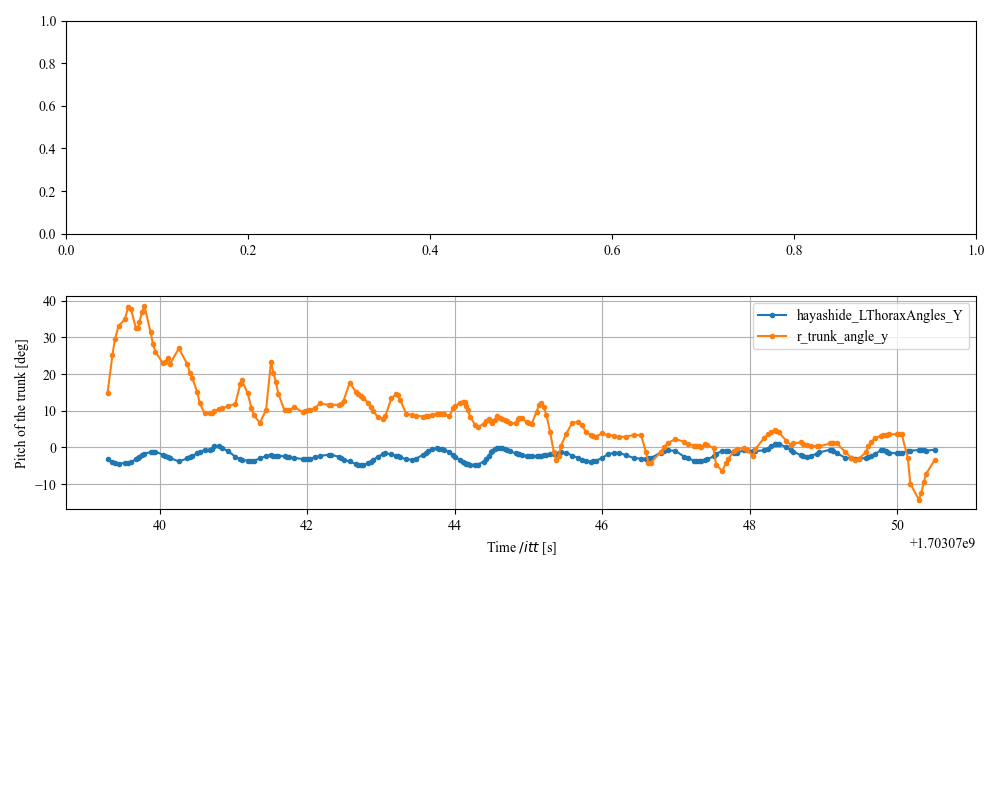 1.0
0.8
0.6
0.4
0.2
0.0
0.0 0.2 0.4 0.6 0.8 1.0
40
30
20
10
0
−10
Pitch of the trunk [deg]
hayashide_LThoraxAngles_Y
r_trunk_angle_y
40 42 44 46 48 50
Time /itt [s]
+1.70307e9